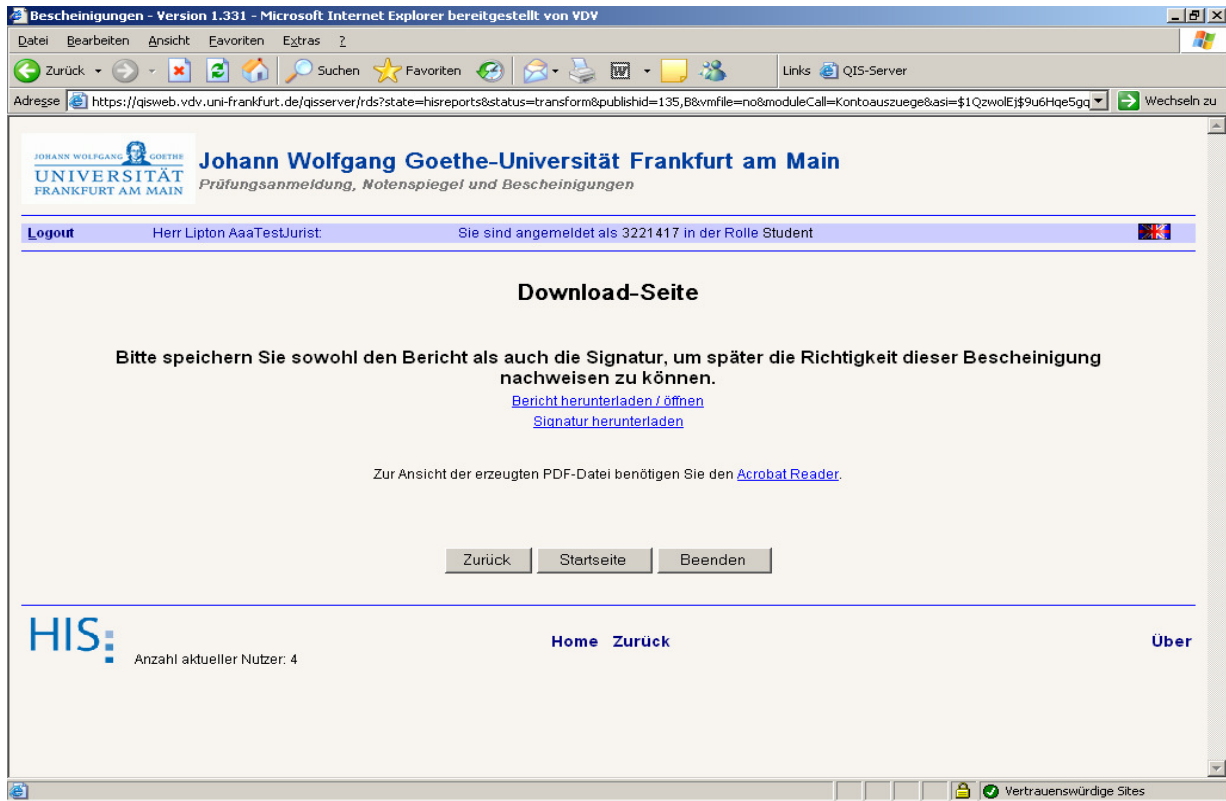 Bescheinigungen - Version 1.331 - Microsoft Internet Explorer bereitgestellt von VDV
Datei Bearbeiten Ansicht Favoriten Extras ?
Zurück Suchen Favoriten Links QIS-Server
Adresse https://qisweb.vdv.uni-frankfurt.de/qisserver/rds?state=hisreports&status=transform&publishid=135,B&vmfile=no&moduleCall=Kontoauszuege&asi=$1QzwolEj$9u6Hqe5gq Wechseln zu
JOHANN WOLFGANG GOETHE
UNIVERSITÄT
FRANKFURT AM MAIN
Johann Wolfgang Goethe-Universität Frankfurt am Main
Prüfungsanmeldung, Notenspiegel und Bescheinigungen
Logout Herr Lipton AaaTestJurist: Sie sind angemeldet als 3221417 in der Rolle Student
Download-Seite
Bitte speichern Sie sowohl den Bericht als auch die Signatur, um später die Richtigkeit dieser Bescheinigung
nachweisen zu können.
Bericht herunterladen / öffnen
Signatur herunterladen
Zur Ansicht der erzeugten PDF-Datei benötigen Sie den Acrobat Reader.
Zurück Startseite Beenden
HIS:
Anzahl aktueller Nutzer: 4
Home Zurück
Über
Vertrauenswürdige Sites